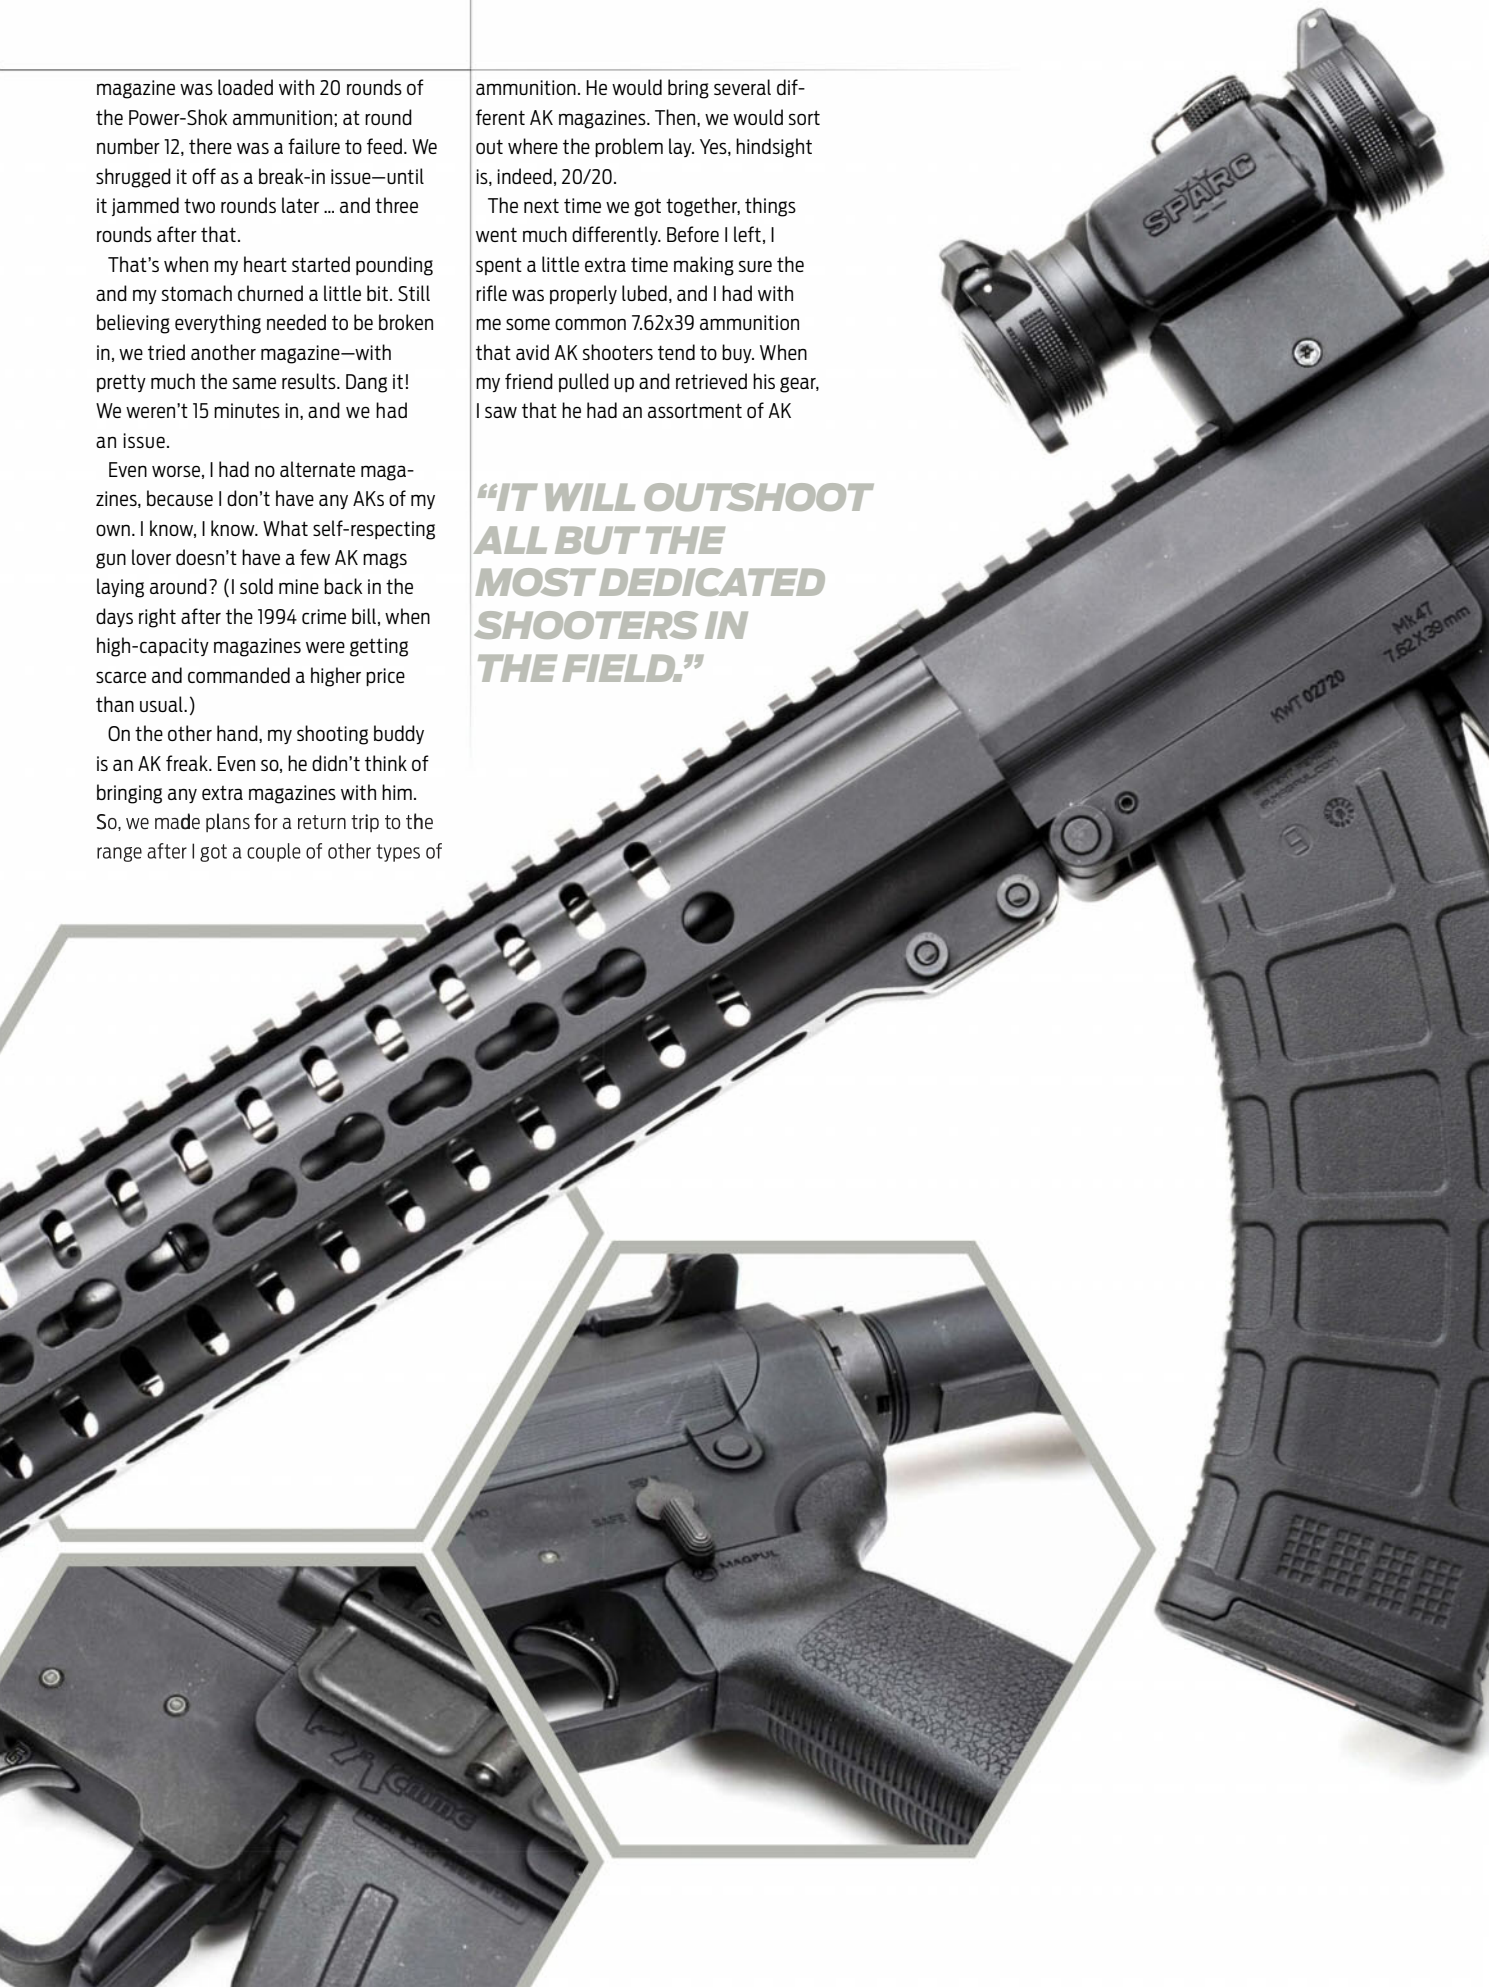 magazine was loaded with 20 rounds of
the Power-Shok ammunition; at round
number 12, there was a failure to feed. We
shrugged it off as a break-in issue—until
it jammed two rounds later ... and three
rounds after that.
That's when my heart started pounding
and my stomach churned a little bit. Still
believing everything needed to be broken
in, we tried another magazine—with
pretty much the same results. Dang it!
We weren't 15 minutes in, and we had
an issue.
Even worse, I had no alternate maga-
zines, because I don't have any AKs of my
own. I know, I know. What self-respecting
gun lover doesn't have a few AK mags
laying around? (I sold mine back in the
days right after the 1994 crime bill, when
high-capacity magazines were getting
scarce and commanded a higher price
than usual.)
On the other hand, my shooting buddy
is an AK freak. Even so, he didn't think of
bringing any extra magazines with him.
So, we made plans for a return trip to the
range after I got a couple of other types of
ammunition. He would bring several dif-
ferent AK magazines. Then, we would sort
out where the problem lay. Yes, hindsight
is, indeed, 20/20.
The next time we got together, things
went much differently. Before I left, I
spent a little extra time making sure the
rifle was properly lubed, and I had with
me some common 7.62x39 ammunition
that avid AK shooters tend to buy. When
my friend pulled up and retrieved his gear,
I saw that he had an assortment of AK
“IT WILL OUTSHOOT
ALL BUT THE
MOST DEDICATED
SHOOTERS IN
THE FIELD.”
SPARC
Mk47
7.62X39mm
KWT 02720
SAFE
MAGPUL
CMMG